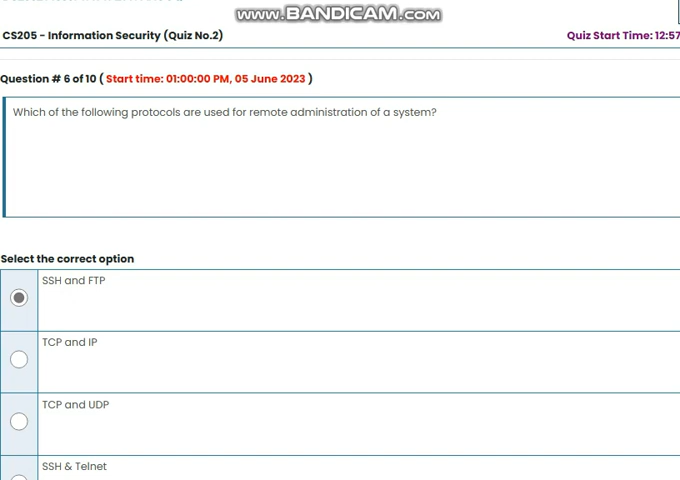 www.BANDICAM.com
CS205 - Information Security (Quiz No.2)
Quiz Start Time: 12:57
Question # 6 of 10 ( Start time: 01:00:00 PM, 05 June 2023 )
Which of the following protocols are used for remote administration of a system?
Select the correct option
SSH and FTP
TCP and IP
TCP and UDP
SSH & Telnet